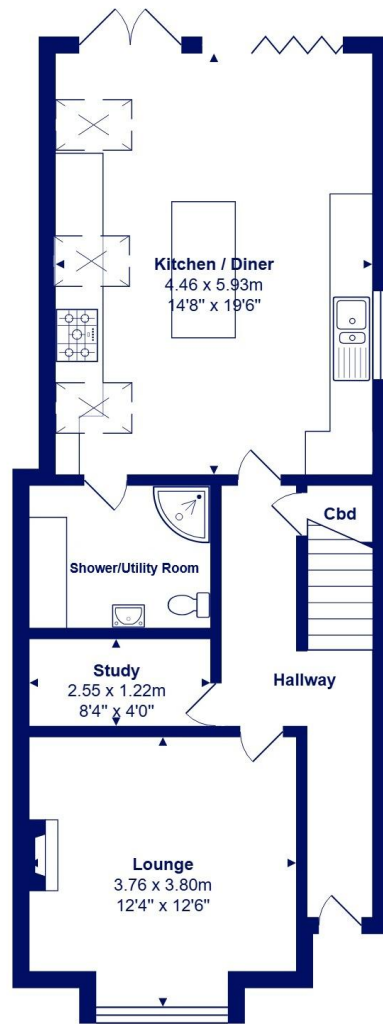 Kitchen / Diner
4.46 x 5.93m
14'8" x 19'6"
Cbd
Shower/Utility Room
Study
2.55 x 1.22m
8'4" x 4'0"
Hallway
Lounge
3.76 x 3.80m
12'4" x 12'6"